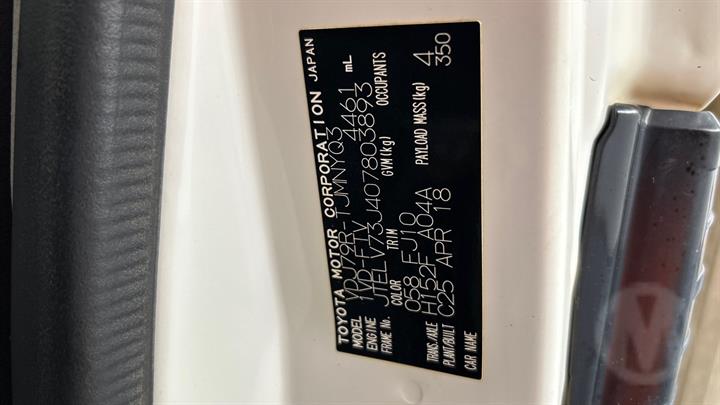 TOYOTA MOTOR CORPORATION JAPAN
MODEL VDJ79R-TJMNYQ3
ENGINE 1VD-FTV 4461 mL
FRAME No. JTELV73J407803893
COLOR TRIM GVM(kg) OCCUPANTS
058 FJ10 4
TRANS./AXLE H152F A04A PAYLOAD MASS(kg) 350
PLANT/BUILT C25 APR 18
CAR NAME
M